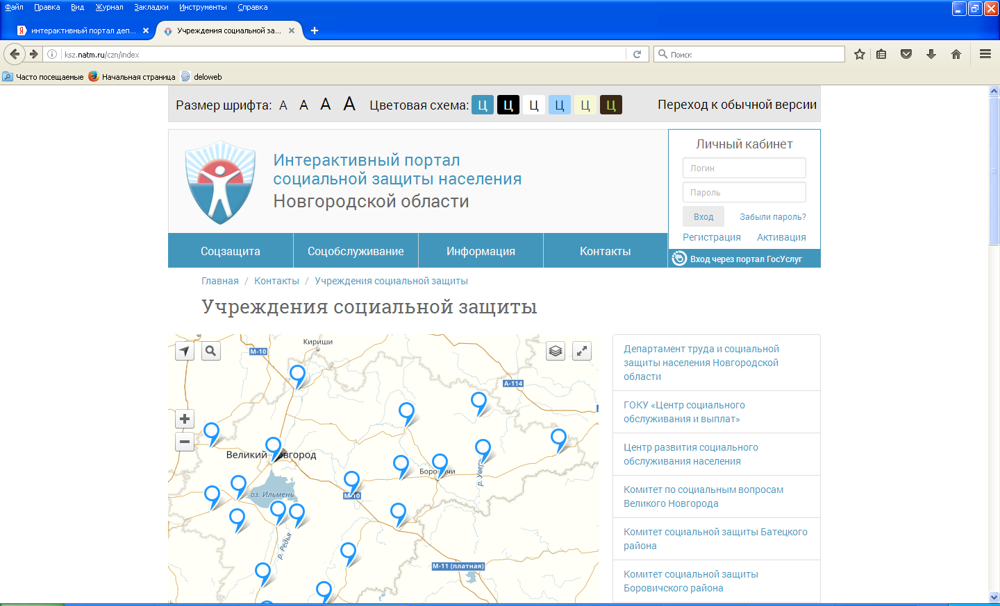 Файл Правка Вид Журнал Закладки Инструменты Справка
интерактивный портал деп...
Учреждения социальной за...
ksz.natm.ru/czn/index
Поиск
Часто посещаемые
Начальная страница
deloweb
Размер шрифта: А А А А Цветовая схема: Ц Ц Ц Ц Ц Ц
Переход к обычной версии
Интерактивный портал
социальной защиты населения
Новгородской области
Личный кабинет
Логин
Пароль
Вход
Забыли пароль?
Регистрация
Активация
Вход через портал ГосУслуг
Соцзащита
Соцобслуживание
Информация
Контакты
Главная / Контакты / Учреждения социальной защиты
Учреждения социальной защиты
Кириши
М-10
А-114
Великий Новгород
р. Уверь
оз. Ильмень
М-10
р. Редья
М-11 (платная)
Департамент труда и социальной
защиты населения Новгородской
области
ГОКУ «Центр социального
обслуживания и выплат»
Центр развития социального
обслуживания населения
Комитет по социальным вопросам
Великого Новгорода
Комитет социальной защиты Батецкого
района
Комитет социальной защиты
Боровичского района